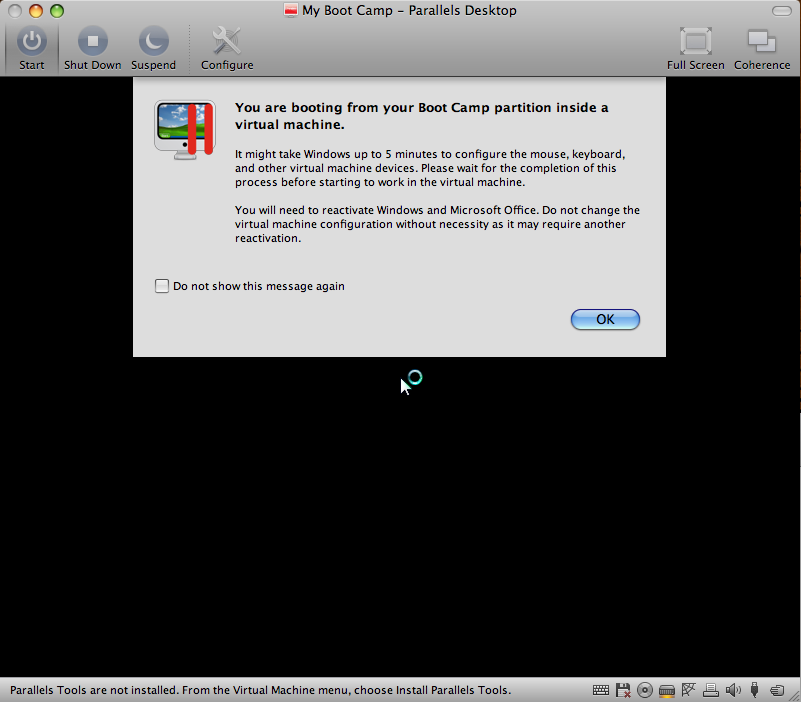 My Boot Camp – Parallels Desktop
Start
Shut Down
Suspend
Configure
Full Screen
Coherence
You are booting from your Boot Camp partition inside a
virtual machine.
It might take Windows up to 5 minutes to configure the mouse, keyboard,
and other virtual machine devices. Please wait for the completion of this
process before starting to work in the virtual machine.
You will need to reactivate Windows and Microsoft Office. Do not change the
virtual machine configuration without necessity as it may require another
reactivation.
Do not show this message again
OK
Parallels Tools are not installed. From the Virtual Machine menu, choose Install Parallels Tools.